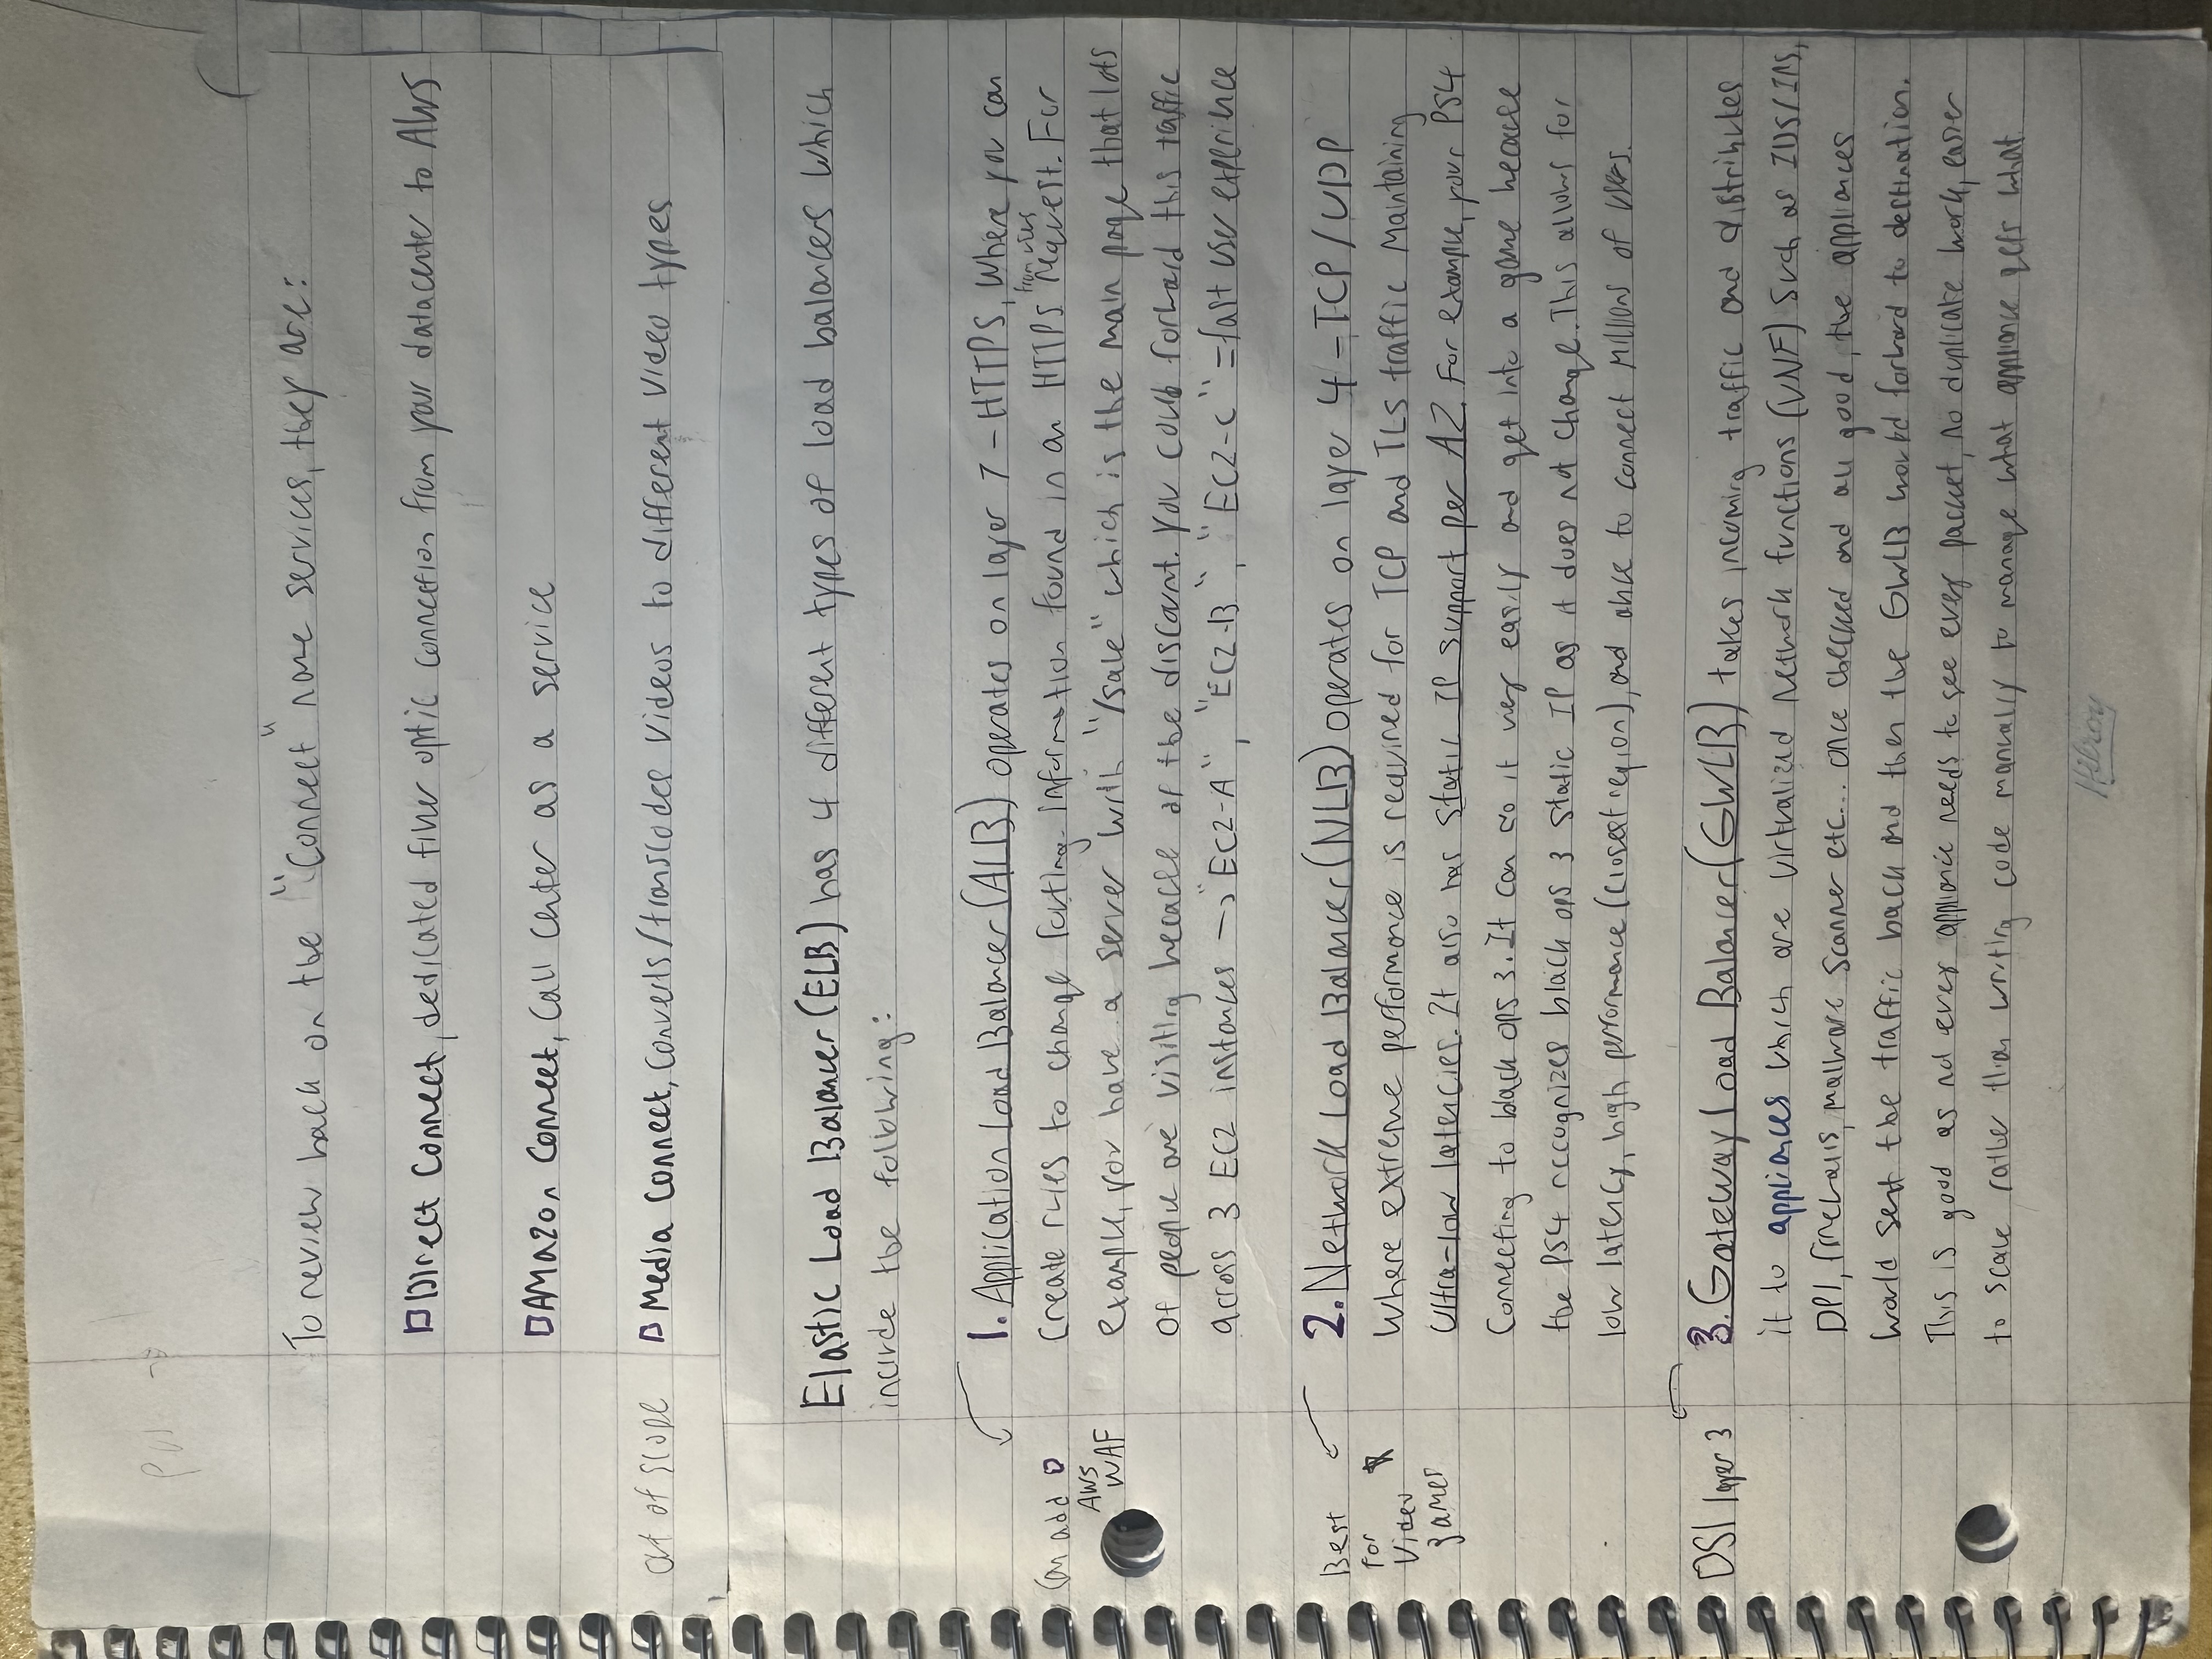 To review back on the "Connect" name services, they are:
Direct Connect, dedicated fiber optic connection from your datacenter to AWS
Amazon Connect, Call Center as a service
out of scope
Media Connect, Converts/transcodes Videos to different Video types
Elastic Load Balancer (ELB) has 4 different types of load balancers which
include the following:
1. Application Load Balancer (ALB) operates on layer 7 - HTTPS, Where you can
from users
Can add
Create rules to change routing information found in an HTTPS request. For
AWS
WAF
example, you have a server with "/sale" which is the main page that lots
of people are visiting because of the discount. You could forward this traffic
across 3 EC2 instances → "EC2-A", "EC2-B", "EC2-C" = fast user experience
Best
for
Video
games
2. Network Load Balancer (NLB) operates on layer 4 - TCP/UDP
Where extreme performance is required for TCP and TLS traffic Maintaining
Ultra-low latencies. It also has Static IP support per AZ. For example, your PS4
Connecting to black ops 3. It can do it very easily and get into a game because
the PS4 recognizes black ops 3 Static IP as it does not change. This allows for
low latency, high performance (closest region), and able to connect Millions of users.
OSI layer 3
3. Gateway Load Balancer (GWLB) takes incoming traffic and distributes
it to appliances which are virtualized Network functions (VNF) Such as IDS/IPS,
DPI, firewalls, malware scanner etc... once checked and all good, the appliances
would sent the traffic back and then the GWLB would forward to destination.
This is good as not every appliance needs to see every packet, no duplicate work, easier
to scale rather than writing code manually to manage what appliance gets what
Hilroy